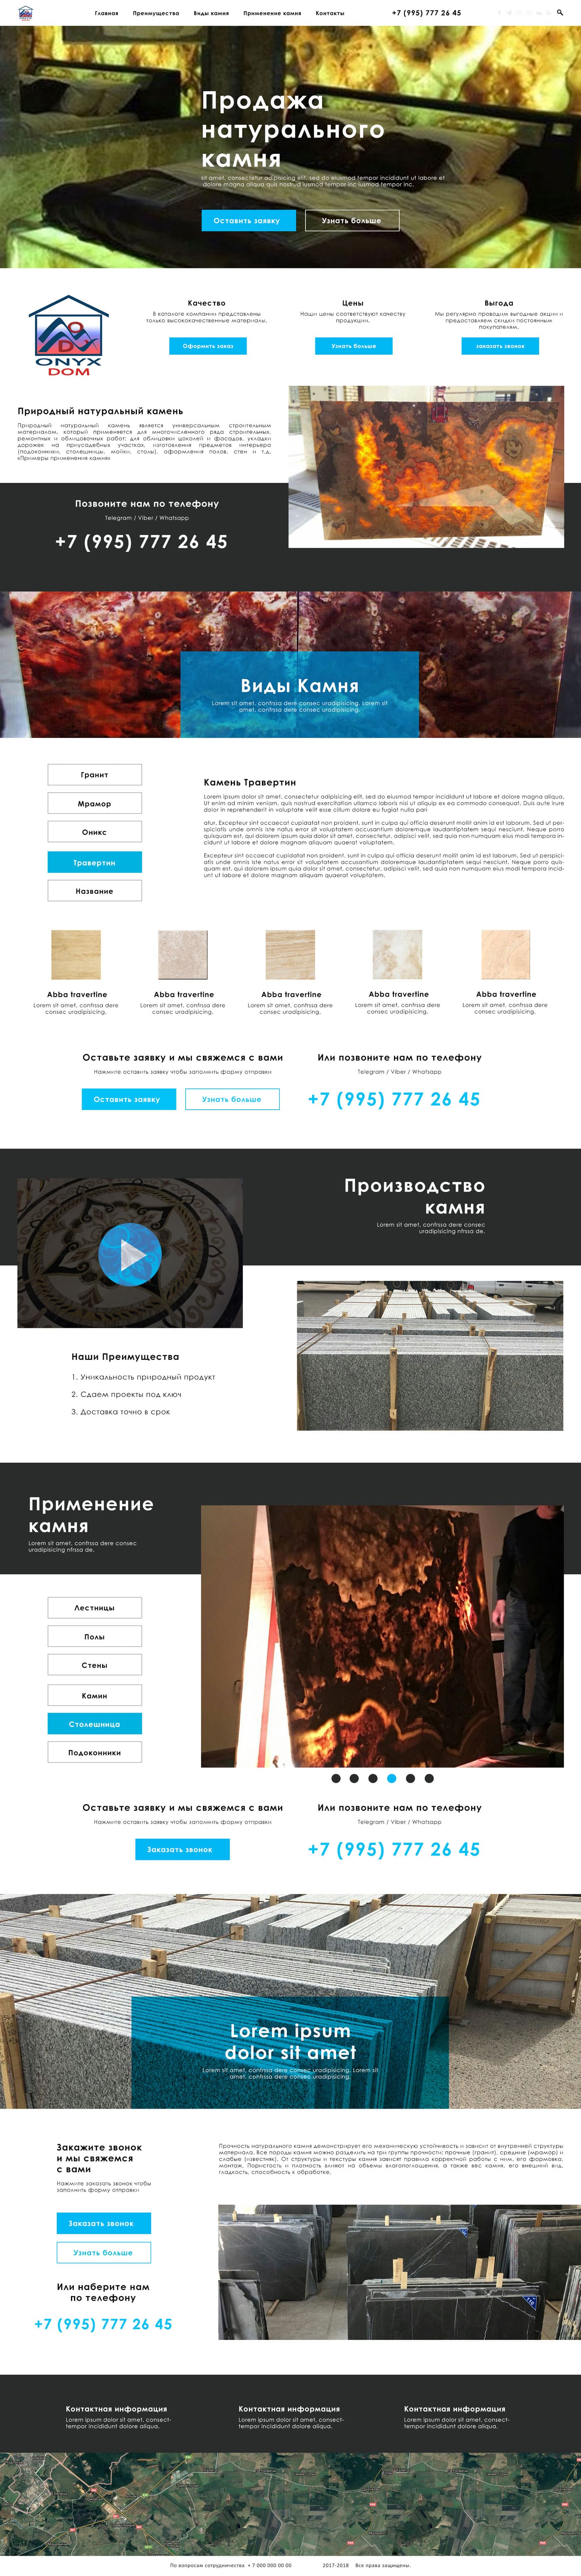 Главная Преимущества Виды камня Применение камня Контакты +7 (995) 777 26 45
Продажа
натурального
камня
sit amet, consectetur adipisicing elit, sed do eiusmod tempor incididunt ut labore et
dolore magna aliqua quis nostrud iusmod tempor inc iusmod tempor inc.
Оставить заявку Узнать больше
ONYX
DOM
Качество
В каталоге компании представлены
только высококачественные материалы.
Оформить заказ
Цены
Наши цены соответствуют качеству
продукции.
Узнать больше
Выгода
Мы регулярно проводим выгодные акции и
предоставляем скидки постоянным
покупателям.
заказать звонок
Природный натуральный камень
Природный натуральный камень является универсальным строительным
материалом, который применяется для многочисленного ряда строительных,
ремонтных и облицовочных работ: для облицовки цоколей и фасадов, укладки
дорожек на приусадебных участках, изготовления предметов интерьера
(подоконники, столешницы, мойки, столы), оформления полов, стен и т.д.
«Примеры применения камня»
Позвоните нам по телефону
Telegram / Viber / Whatsapp
+7 (995) 777 26 45
Виды Камня
Lorem sit amet, confrssa dere consec uradipisicing. Lorem sit
amet, confrssa dere consec uradipisicing.
Гранит
Мрамор
Оникс
Травертин
Название
Камень Травертин
Lorem ipsum dolor sit amet, consectetur adipisicing elit, sed do eiusmod tempor incididunt ut labore et dolore magna aliqua.
Ut enim ad minim veniam, quis nostrud exercitation ullamco laboris nisi ut aliquip ex ea commodo consequat. Duis aute irure
dolor in reprehenderit in voluptate velit esse cillum dolore eu fugiat nulla pari
atur. Excepteur sint occaecat cupidatat non proident, sunt in culpa qui officia deserunt mollit anim id est laborum. Sed ut per-
spiciatis unde omnis iste natus error sit voluptatem accusantium doloremque laudantiptatem sequi nesciunt. Neque porro
quisquam est, qui dolorem ipsum quia dolor sit amet, consectetur, adipisci velit, sed quia non numquam eius modi tempora in-
cidunt ut labore et dolore magnam aliquam quaerat voluptatem.
Excepteur sint occaecat cupidatat non proident, sunt in culpa qui officia deserunt mollit anim id est laborum. Sed ut perspici-
atis unde omnis iste natus error sit voluptatem accusantium doloremque laudantiptatem sequi nesciunt. Neque porro quis-
quam est, qui dolorem ipsum quia dolor sit amet, consectetur, adipisci velit, sed quia non numquam eius modi tempora incid-
unt ut labore et dolore magnam aliquam quaerat voluptatem.
Abba travertine Abba travertine Abba travertine Abba travertine Abba travertine
Lorem sit amet, confrssa dere Lorem sit amet, confrssa dere Lorem sit amet, confrssa dere Lorem sit amet, confrssa dere Lorem sit amet, confrssa dere
consec uradipisicing. consec uradipisicing. consec uradipisicing. consec uradipisicing. consec uradipisicing.
Оставьте заявку и мы свяжемся с вами
Нажмите оставить заявку чтобы заполнить форму отправки
Оставить заявку Узнать больше
Или позвоните нам по телефону
Telegram / Viber / Whatsapp
+7 (995) 777 26 45
Производство
камня
Lorem sit amet, confrssa dere consec
uradipisicing nfrssa de.
Наши Преимущества
1. Уникальность природный продукт
2. Сдаем проекты под ключ
3. Доставка точно в срок
Применение
камня
Lorem sit amet, confrssa dere consec
uradipisicing nfrssa de.
Лестницы
Полы
Стены
Камин
Столешница
Подоконники
Оставьте заявку и мы свяжемся с вами
Нажмите оставить заявку чтобы заполнить форму отправки
Заказать звонок
Или позвоните нам по телефону
Telegram / Viber / Whatsapp
+7 (995) 777 26 45
Lorem ipsum
dolor sit amet
Lorem sit amet, confrssa dere consec uradipisicing. Lorem sit
amet, confrssa dere consec uradipisicing.
Закажите звонок
и мы свяжемся
с вами
Нажмите заказать звонок чтобы
заполнить форму отправки
Заказать звонок
Узнать больше
Или наберите нам
по телефону
+7 (995) 777 26 45
Прочность натурального камня демонстрирует его механическую устойчивость и зависит от внутренней структуры
материала. Все породы камня можно разделить на три группы прочности: прочные (гранит), средние (мрамор) и
слабые (известняк). От структуры и текстуры камня зависят правила корректной работы с ним, его формовка,
монтаж. Пористость и плотность влияют на объемы влагопоглощения, а также вес камня, его внешний вид,
гладкость, способность к обработке.
Контактная информация Контактная информация Контактная информация
Lorem ipsum dolor sit amet, consect- Lorem ipsum dolor sit amet, consect- Lorem ipsum dolor sit amet, consect-
tempor incididunt dolore aliqua. tempor incididunt dolore aliqua. tempor incididunt dolore aliqua.
По вопросам сотрудничества + 7 000 000 00 00 2017-2018 Все права защищены.